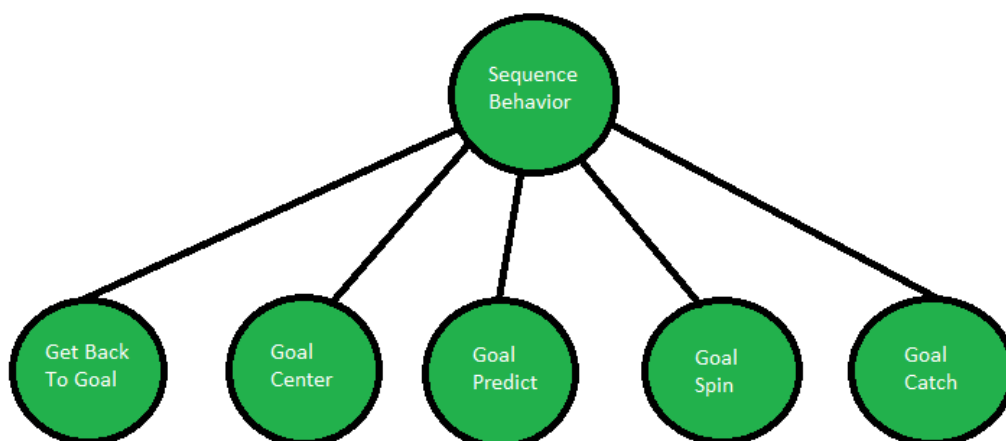 Sequence
Behavior
Get Back
To Goal
Goal
Center
Goal
Predict
Goal
Spin
Goal
Catch